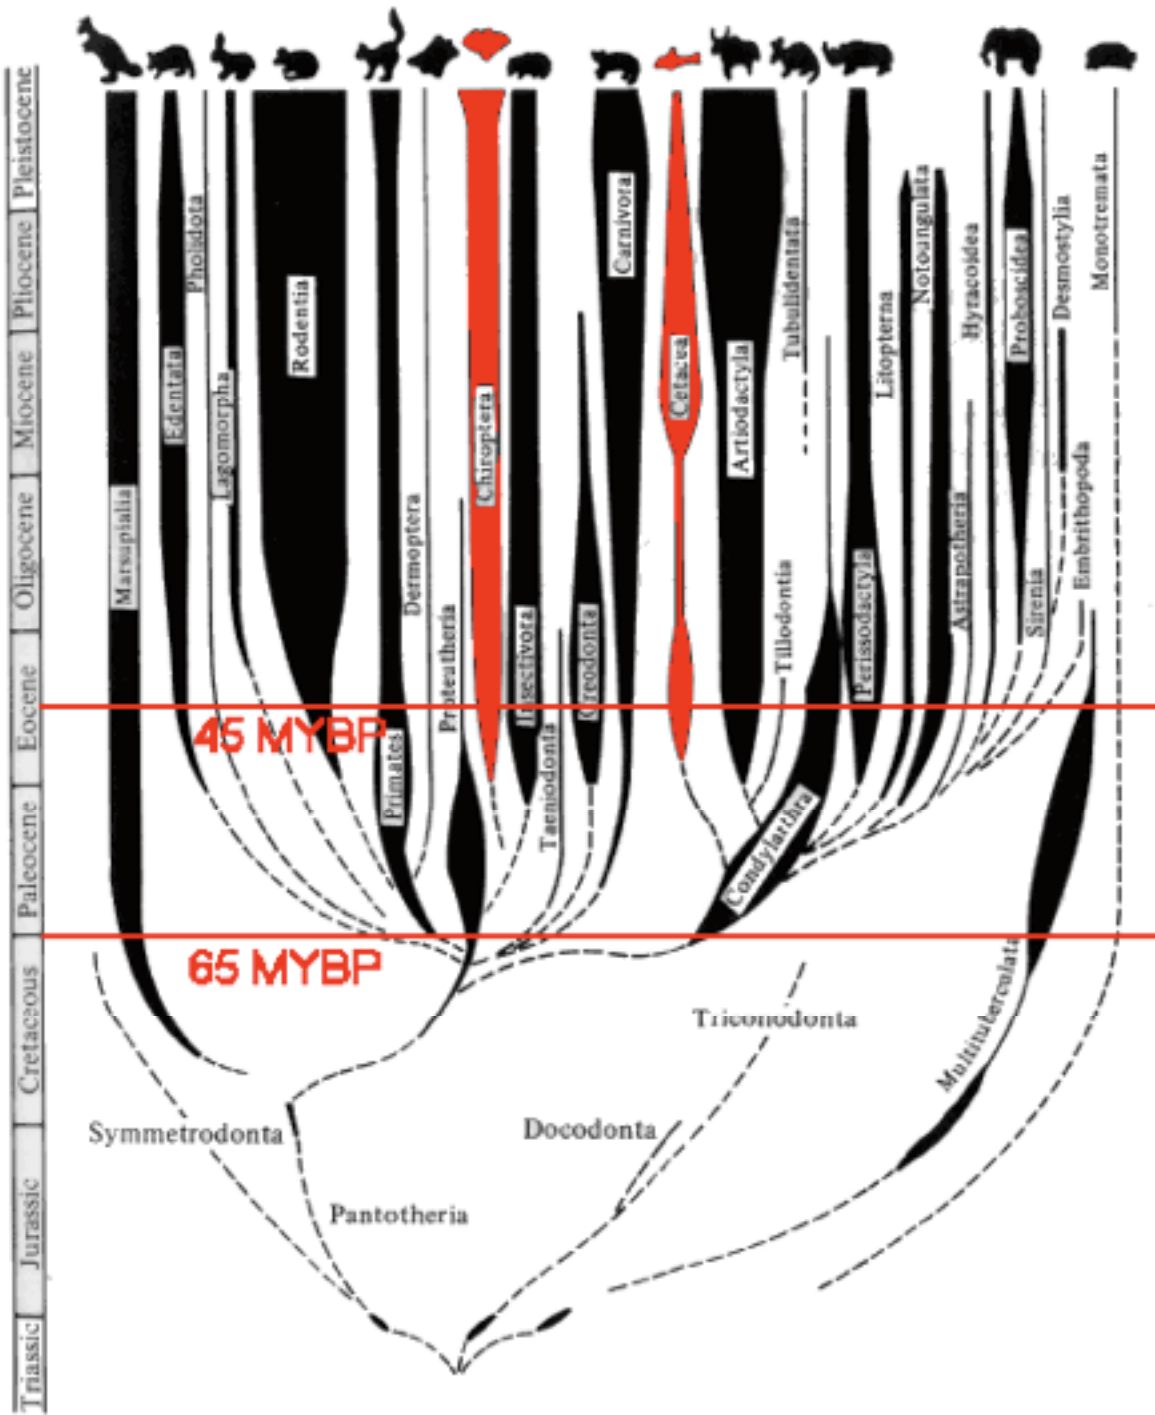 Pleistocene
Pliocene
Miocene
Oligocene
Eocene
Paleocene
Cretaceous
Jurassic
Triassic
Marsupialia
Edentata
Pholidota
Lagomorpha
Rodentia
Primates
Dermoptera
Proteutheria
Chiroptera
Insectivora
Taeniodonta
Creodonta
Carnivora
Cetacea
Artiodactyla
Tillodontia
Tubulidentata
Condylarthra
Perissodactyla
Litopterna
Notoungulata
Astrapotheria
Hyracoidea
Proboscidea
Sirenia
Desmostylia
Embrithopoda
Monotremata
45 MYBP
65 MYBP
Triconodonta
Multituberculata
Symmetrodonta
Docodonta
Pantotheria